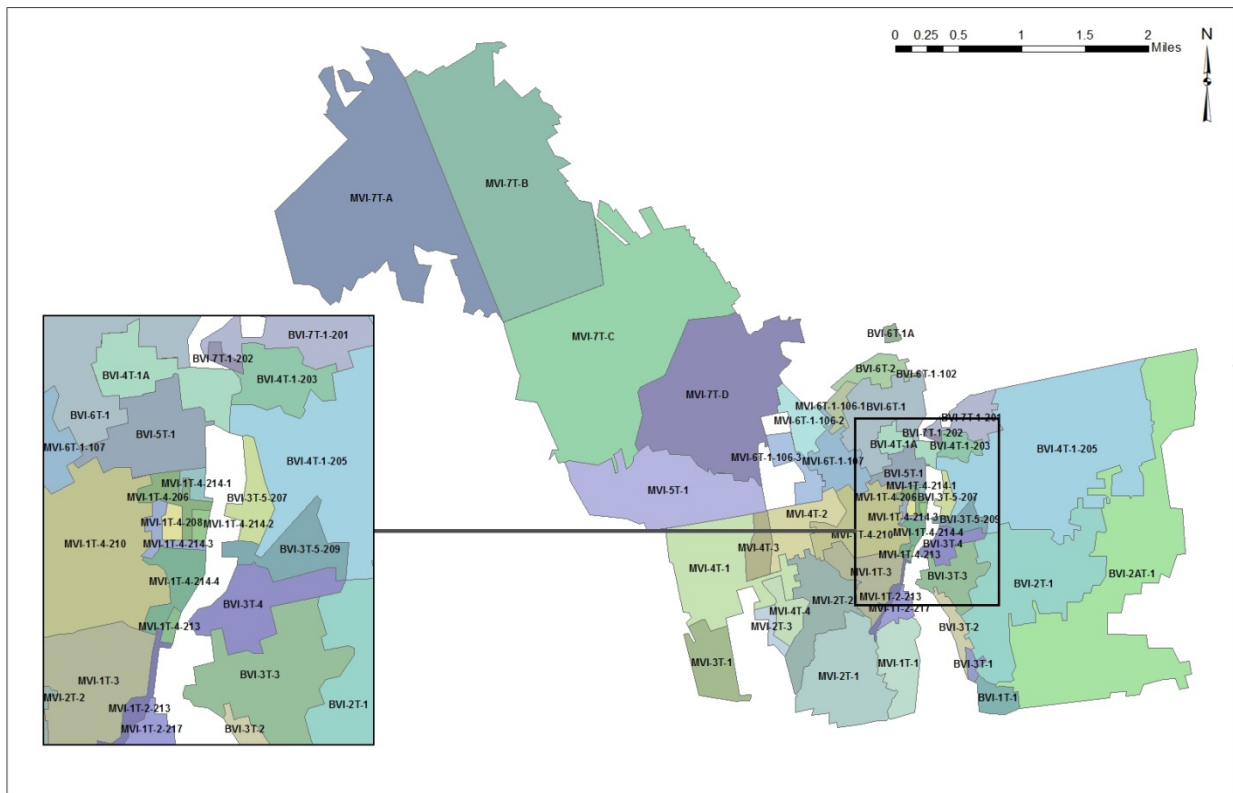 0 0.25 0.5 1 1.5 2
Miles
N
MVI-7T-B
MVI-7T-A
BVI-6T-1A
MVI-7T-C
BVI-6T-2
BVI-6T-1-102
MVI-7T-D
MVI-6T-1-106-1
BVI-6T-1
MVI-6T-1-106-2
BVI-7T-1-201
BVI-7T-1-202
BVI-4T-1A
BVI-4T-1-203
BVI-4T-1-205
MVI-6T-1-106-3
MVI-6T-1-107
BVI-5T-1
MVI-5T-1
MVI-1T-4-214-1
MVI-1T-4-206
BVI-3T-5-207
MVI-4T-2
MVI-1T-4-214-3
BVI-3T-5-209
MVI-1T-4-210
MVI-1T-4-214-4
MVI-4T-3
BVI-3T-4
MVI-1T-4-213
MVI-4T-1
MVI-1T-3
BVI-3T-3
BVI-2T-1
BVI-2AT-1
MVI-2T-2
MVI-1T-2-213
MVI-4T-4
MVI-1T-2-217
MVI-2T-3
BVI-3T-2
MVI-3T-1
BVI-3T-1
MVI-1T-1
MVI-2T-1
BVI-1T-1
BVI-7T-1-201
BVI-7T-1-202
BVI-4T-1A
BVI-4T-1-203
BVI-6T-1
BVI-5T-1
MVI-6T-1-107
BVI-4T-1-205
MVI-1T-4-214-1
MVI-1T-4-206
BVI-3T-5-207
MVI-1T-4-208
MVI-1T-4-214-2
MVI-1T-4-210
MVI-1T-4-214-3
BVI-3T-5-209
MVI-1T-4-214-4
BVI-3T-4
MVI-1T-4-213
BVI-3T-3
MVI-1T-3
MVI-2T-2
MVI-1T-2-213
BVI-2T-1
MVI-1T-2-217
BVI-3T-2